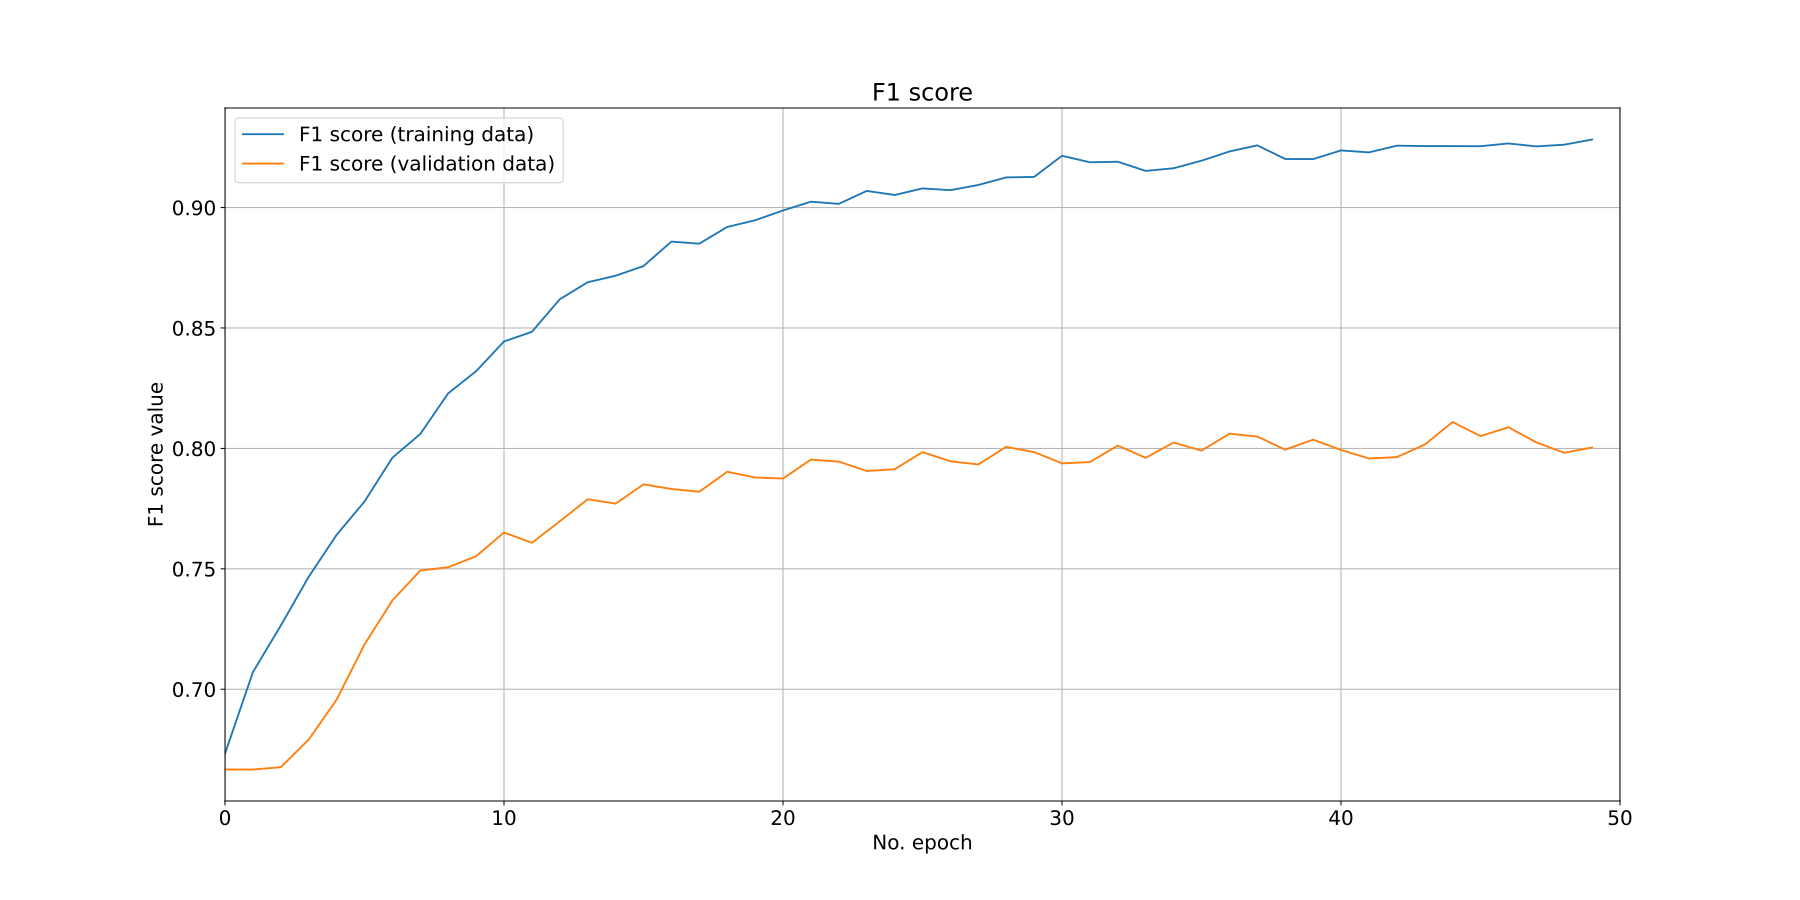 F1 score
F1 score (training data)
F1 score (validation data)
0.90
0.85
0.80
0.75
0.70
F1 score value
0 10 20 30 40 50
No. epoch